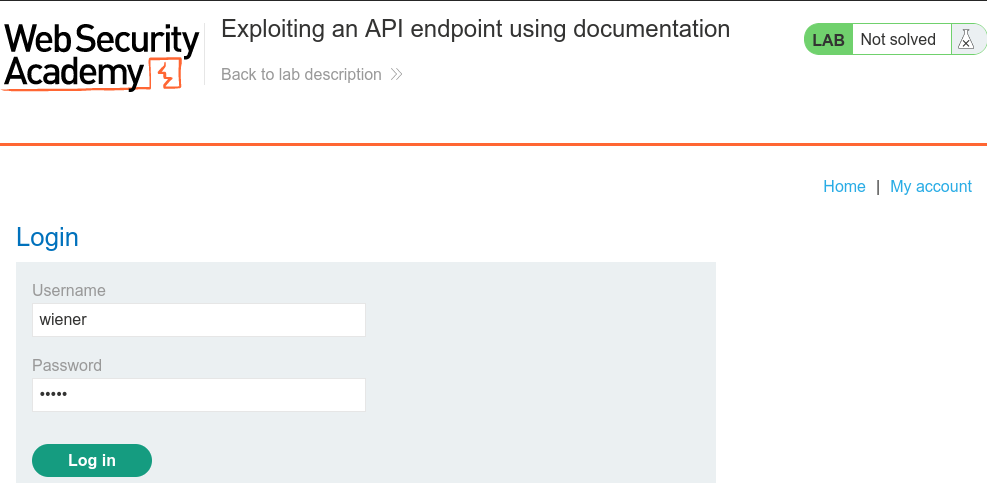 Web Security
Academy
Exploiting an API endpoint using documentation
Back to lab description
LAB Not solved
Home | My account
Login
Username
wiener
Password
•••••
Log in